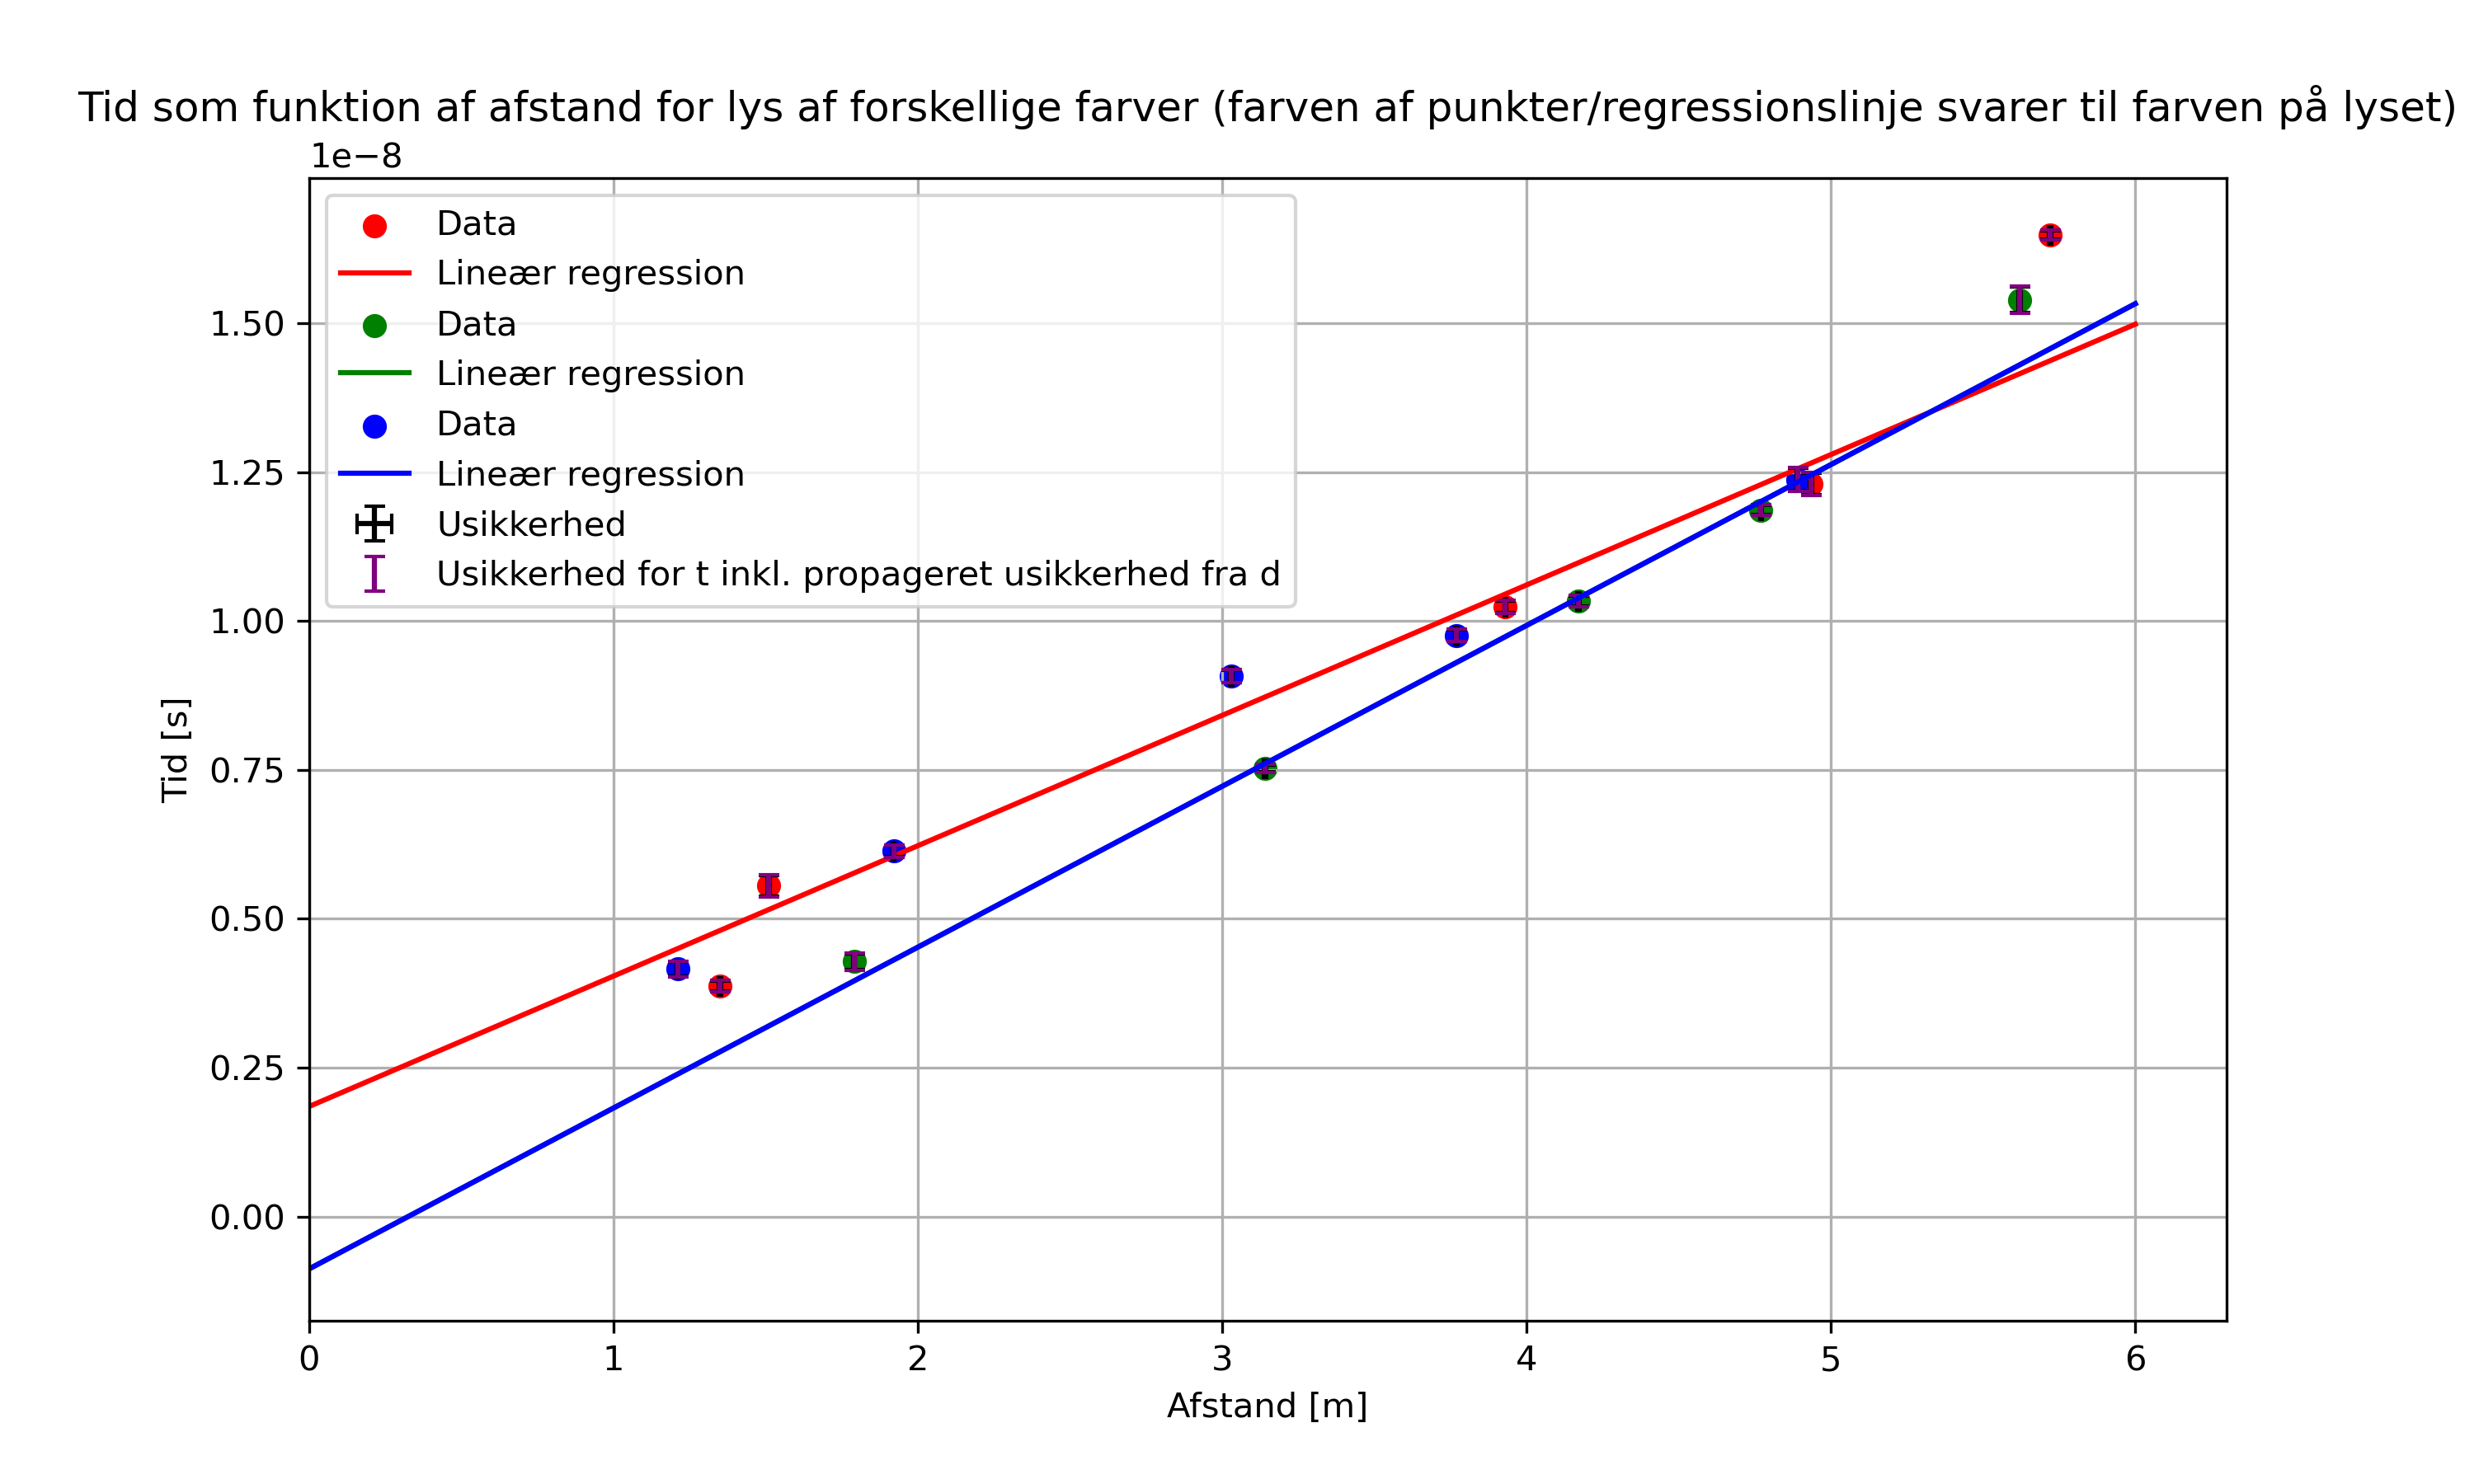 Tid som funktion af afstand for lys af forskellige farver (farven af punkter/regressionslinje svarer til farven på lyset)
1e−8
Data
Lineær regression
Data
Lineær regression
Data
Lineær regression
Usikkerhed
Usikkerhed for t inkl. propageret usikkerhed fra d
1.50
1.25
1.00
0.75
0.50
0.25
0.00
Tid [s]
0 1 2 3 4 5 6
Afstand [m]